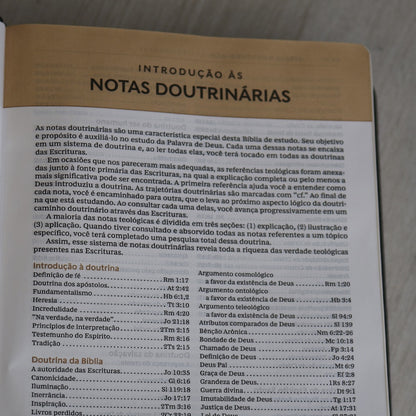 INTRODUÇÃO ÀS
NOTAS DOUTRINÁRIAS
As notas doutrinárias são uma característica especial desta Bíblia de estudo. Seu objetivo
e propósito é auxiliá-lo no estudo da Palavra de Deus. Cada uma dessas notas se encaixa
em um sistema de doutrina e, ao ler todas elas, você terá tocado em todas as doutrinas
das Escrituras.
Em ocasiões que nos pareceram mais adequadas, as referências teológicas foram anexa-
das junto à fonte primária das Escrituras, na qual a explicação completa ou pelo menos a
mais significativa pode ser encontrada. A primeira referência ajuda você a entender como
Deus introduziu a doutrina. As trajetórias doutrinárias são marcadas com "cf." Ao final de
cada nota, você é encaminhado para outra, que o leva ao próximo aspecto lógico da doutri-
na que está estudando. Ao consultar cada uma delas, você avança progressivamente em um
caminho doutrinário através das Escrituras.
A maioria das notas teológicas é dividida em três seções: (1) explicação, (2) ilustração e
(3) aplicação. Quando tiver consultado e absorvido todas as notas referentes a um tópico
específico, você terá completado uma pesquisa total dessa doutrina.
Assim, esse sistema de notas doutrinárias revela toda a riqueza das verdades teológicas
presentes nas Escrituras.
Introdução à doutrina
Definição de fé Rm 1:17
Doutrina dos apóstolos At 2:42
Fundamentalismo Hb 6:1,2
Heresia Tt 3:10
Incredulidade Rm 4:20
"Na verdade, na verdade" Jo 21:18
Princípios de interpretação 2Tm 3:15
Testemunho do Espírito Rm 8:16
Tradição 2Ts 2:15
Doutrina da Bíblia
A autoridade das Escrituras Jo 10:35
Canonicidade Gl 6:16
Iluminação Sl 119:18
Inerrância Jo 17:17
Inspiração 2Tm 3:16
Livros perdidos
Argumento cosmológico
a favor da existência de Deus Rm 1:20
Argumento ontológico
a favor da existência de Deus Hb 3:4
Argumento teológico
a favor da existência de Deus Sl 94:9
Atributos comparados de Deus Sl 1:39
Bênção Arônica Nm 6:22-26
Bondade de Deus Mc 10:18
Chamado de Deus Fp 3:14
Definição de Deus Jo 4:24
Deus Pai Mt 6:9
Graça de Deus Ef 2:8
Grandeza de Deus 1Rs 8:27
Guerra divina Dt 9:1
Imutabilidade de Deus Tg 1:17
Justiça de Deus At 17:31